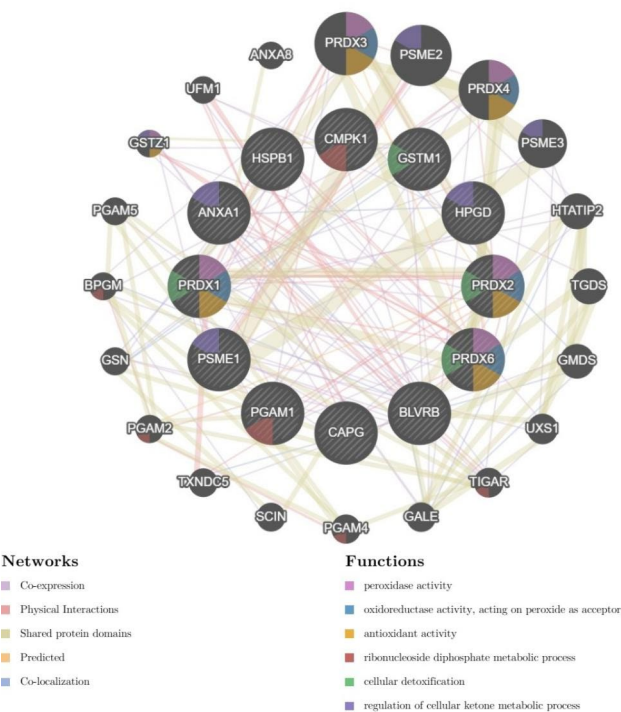 PRDX3
ANXA8
PSME2
UFM1
PRDX4
CMPK1
GSTZ1
HSPB1
GSTM1
PSME3
PGAM5
ANXA1
HPGD
HTATIP2
BPGM
PRDX1
PRDX2
TGDS
GSN
PSME1
PRDX6
GMDS
PGAM2
PGAM1
CAPG
BLVRB
UXS1
TXNDC5
TIGAR
SCIN
PGAM4
GALE
Networks
Co-expression
Physical Interactions
Shared protein domains
Predicted
Co-localization
Functions
peroxidase activity
oxidoreductase activity, acting on peroxide as acceptor
antioxidant activity
ribonucleoside diphosphate metabolic process
cellular detoxification
regulation of cellular ketone metabolic process